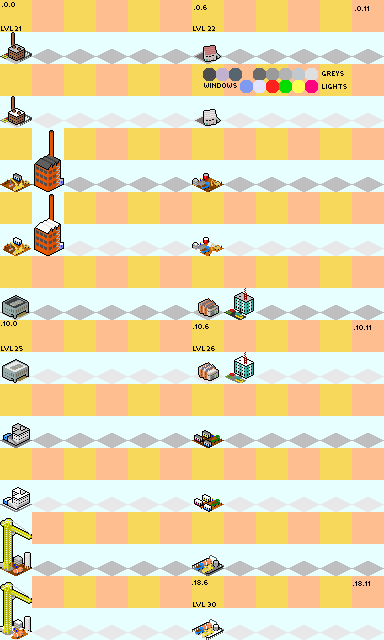 .0.0 .0.6 .0.11
LVL 21 LVL 22
GREYS
WINDOWS LIGHTS
.10.0 .10.6 .10.11
LVL 25 LVL 26
.18.6 .18.11
LVL 30